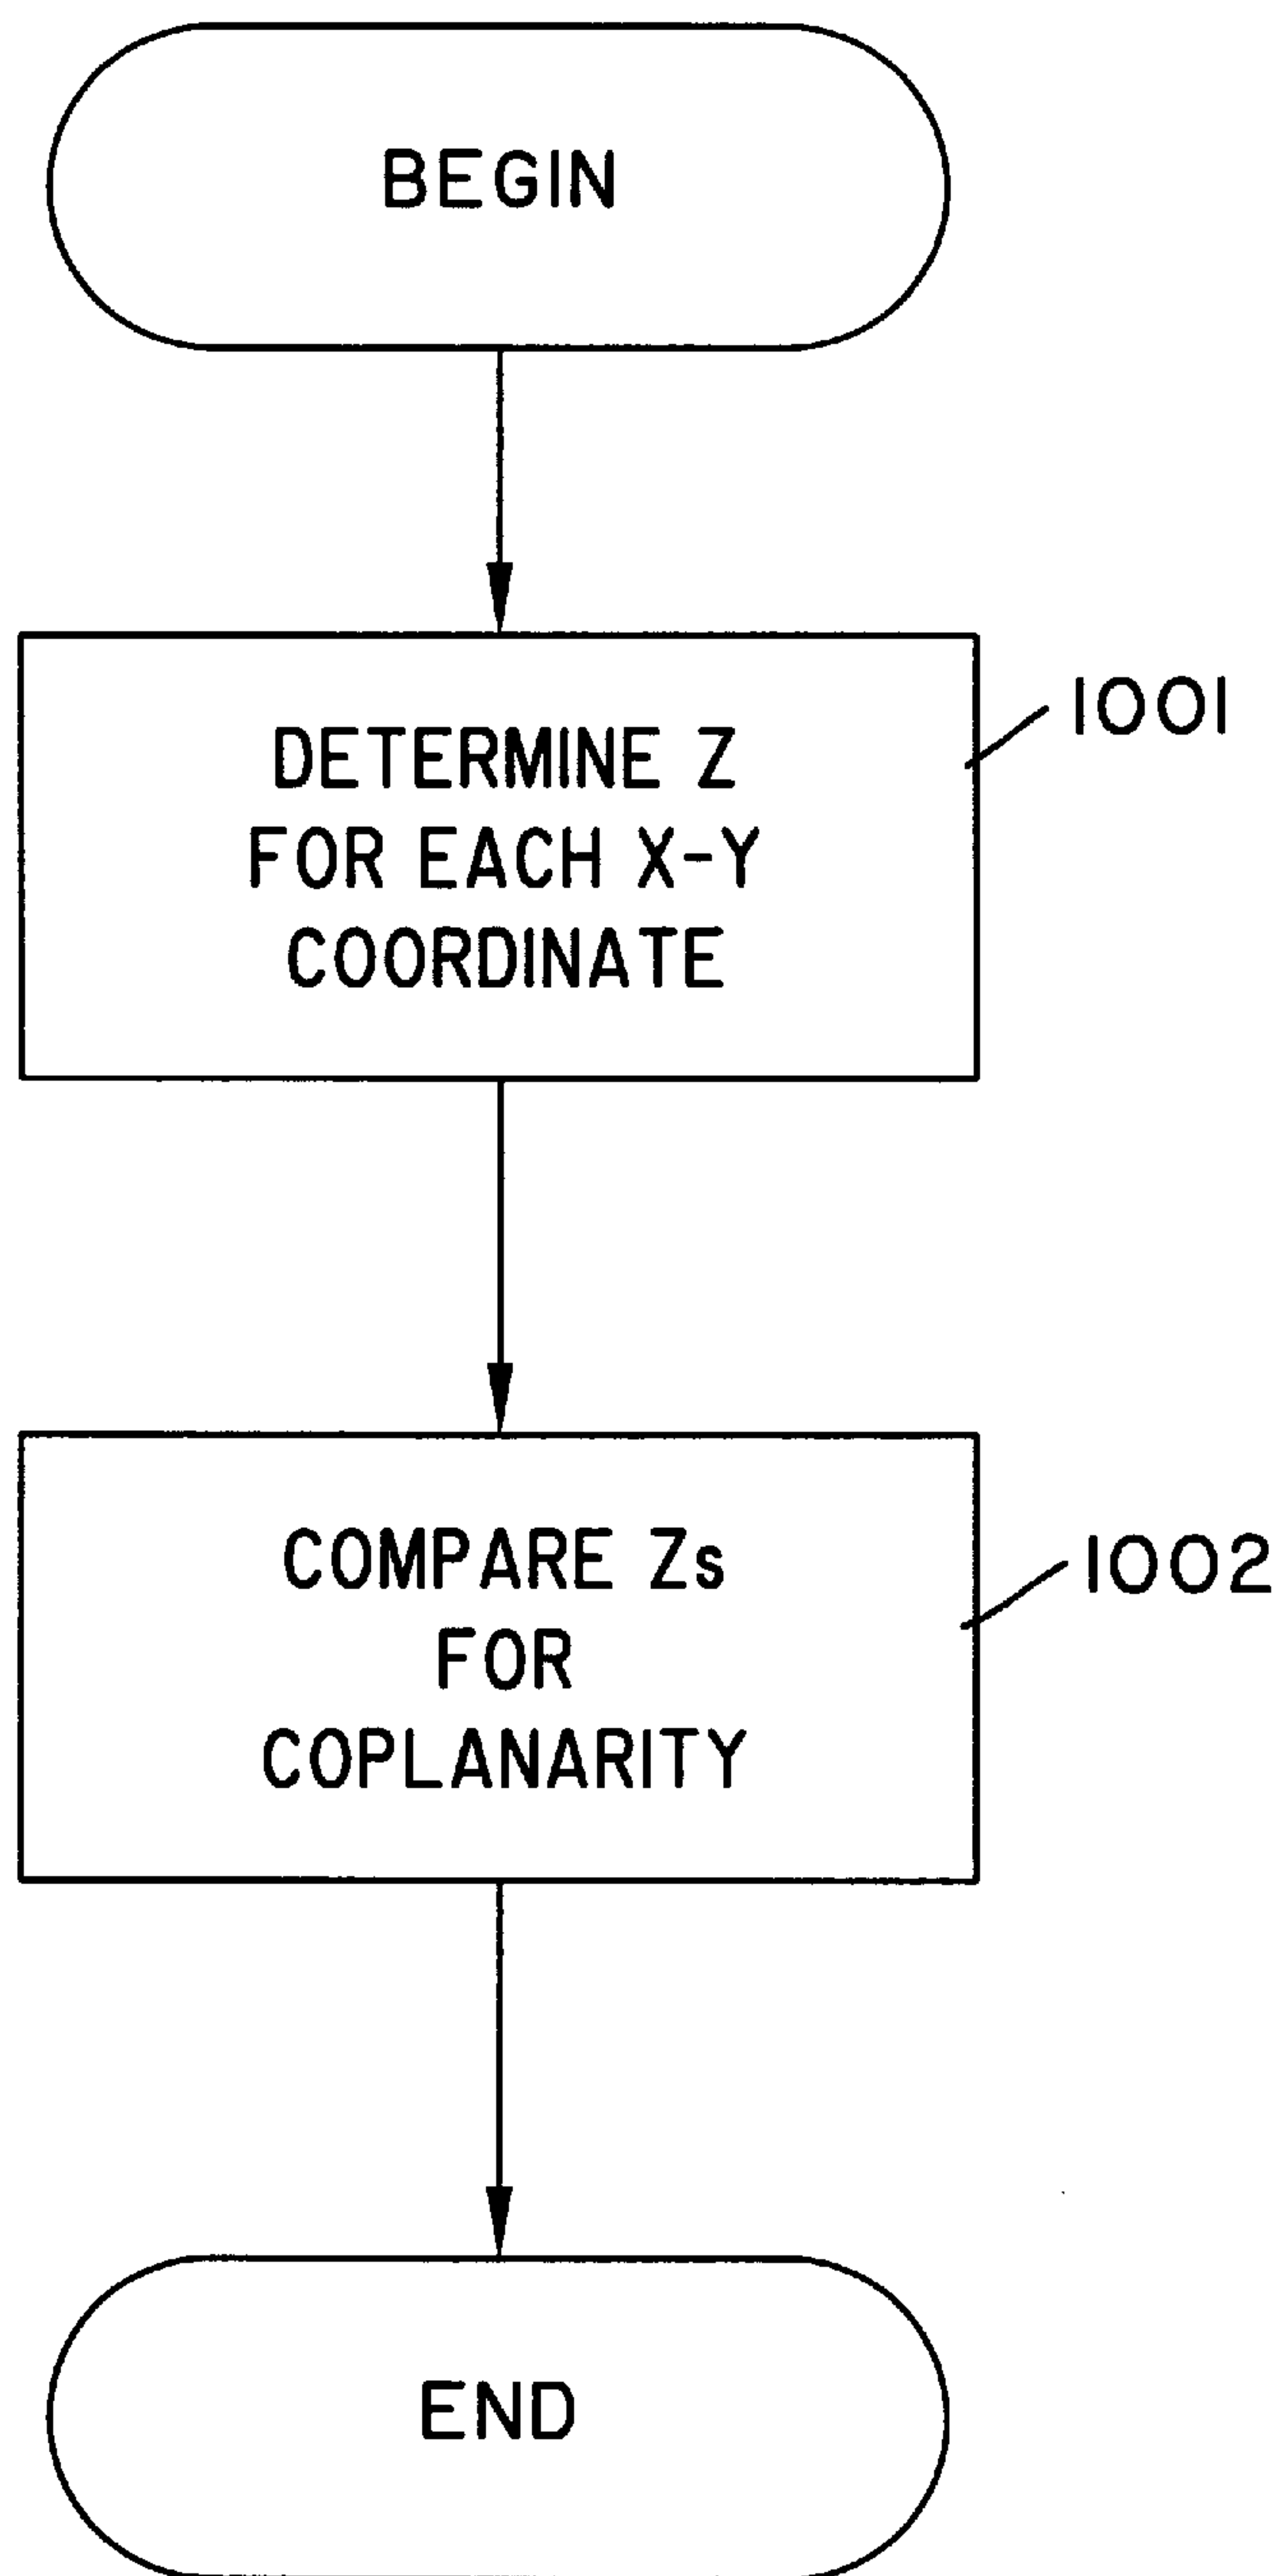 BEGIN
DETERMINE Z
FOR EACH X-Y
COORDINATE
1001
COMPARE Zs
FOR
COPLANARITY
1002
END